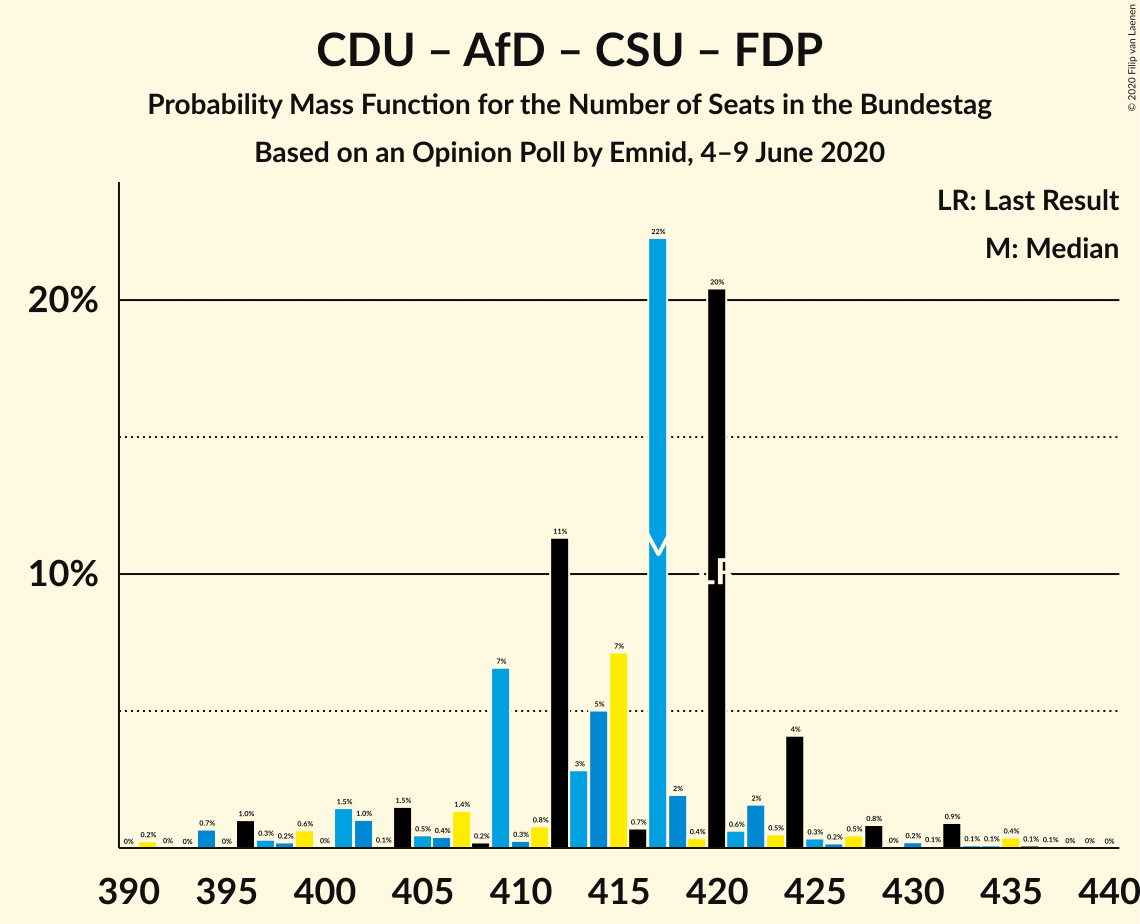 CDU – AfD – CSU – FDP
Probability Mass Function for the Number of Seats in the Bundestag
Based on an Opinion Poll by Emnid, 4–9 June 2020
© 2020 Filip van Laenen
LR: Last Result
M: Median
20%
10%
0% 0.2% 0% 0% 0.7% 0% 1.0% 0.3% 0.2% 0.6% 0% 1.5% 1.0% 0.1% 1.5% 0.5% 0.4% 1.4% 0.2% 7% 0.3% 0.8% 11% 3% 5% 7% 0.7% 22% 2% 0.4% 20% 0.6% 2% 0.5% 4% 0.3% 0.2% 0.5% 0.8% 0% 0.2% 0.1% 0.9% 0.1% 0.1% 0.4% 0.1% 0.1% 0% 0% 0%
M
LR
390 395 400 405 410 415 420 425 430 435 440